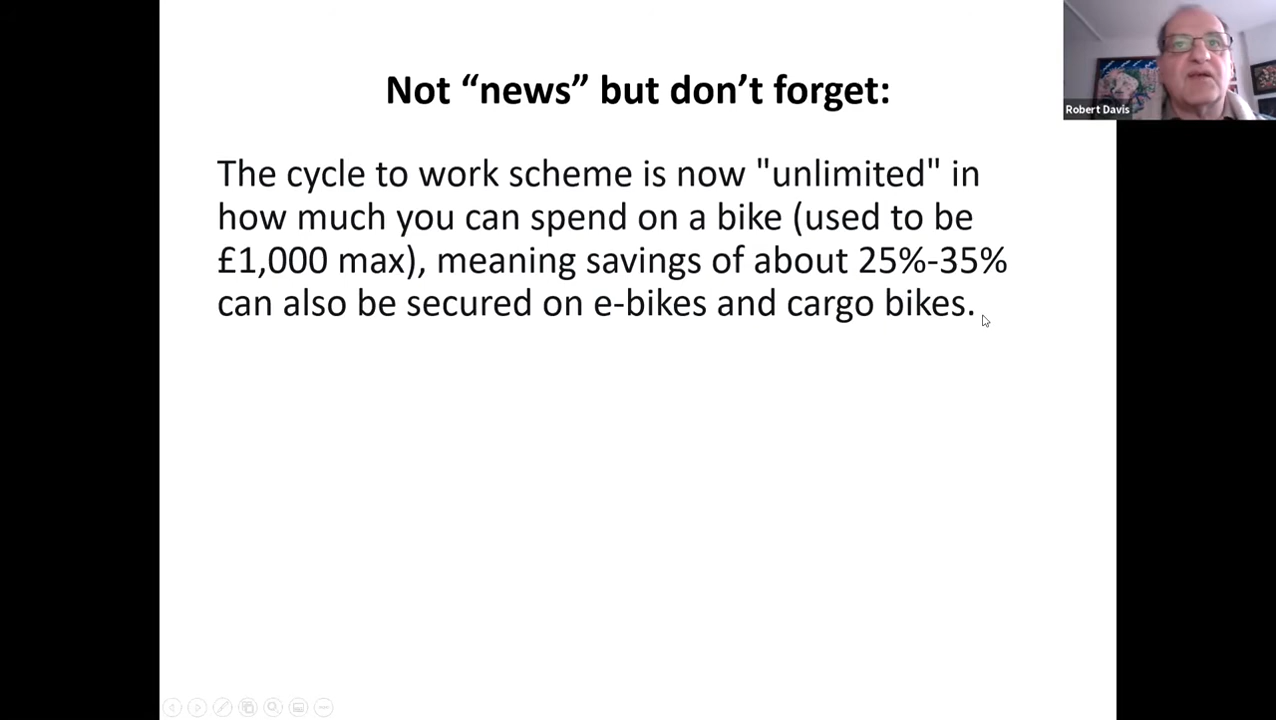 Not “news” but don’t forget:
Robert Davis
The cycle to work scheme is now "unlimited" in
how much you can spend on a bike (used to be
£1,000 max), meaning savings of about 25%-35%
can also be secured on e-bikes and cargo bikes.